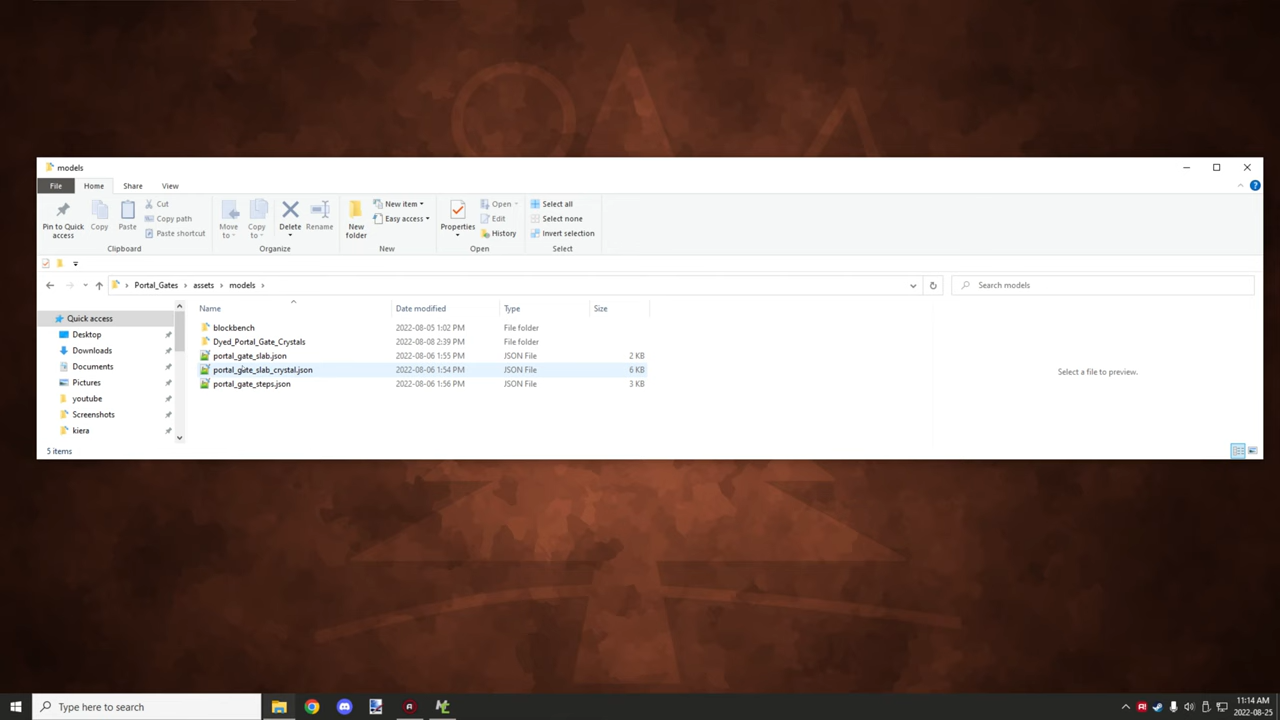 models
File Home Share View
Pin to Quick access
Copy
Paste
Cut
Copy path
Paste shortcut
Clipboard
Move to
Copy to
Delete
Rename
Organize
New folder
New item
Easy access
New
Properties
Open
Edit
History
Open
Select all
Select none
Invert selection
Select
Portal_Gates > assets > models >
Search models
Quick access
Desktop
Downloads
Documents
Pictures
youtube
Screenshots
kiera
Name Date modified Type Size
blockbench 2022-08-05 1:02 PM File folder
Dyed_Portal_Gate_Crystals 2022-08-08 2:39 PM File folder
portal_gate_slab.json 2022-08-06 1:55 PM JSON File 2 KB
portal_gate_slab_crystal.json 2022-08-06 1:54 PM JSON File 6 KB
portal_gate_steps.json 2022-08-06 1:56 PM JSON File 3 KB
Select a file to preview.
5 items
Type here to search
11:14 AM
2022-08-25